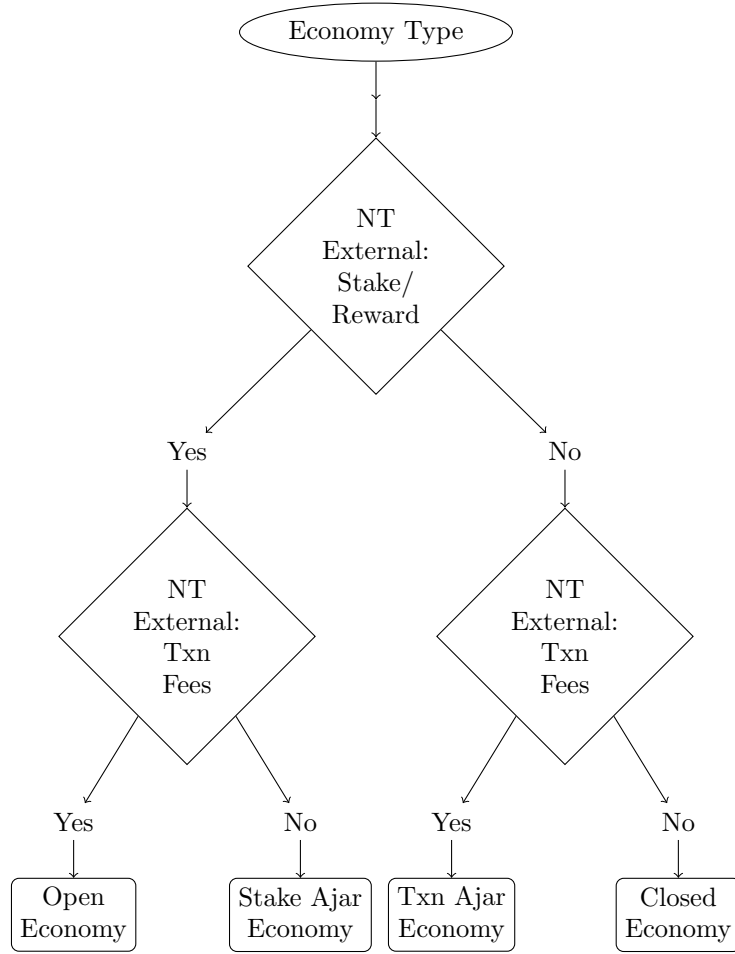 Economy Type
NT
External:
Stake/
Reward
Yes
No
NT
External:
Txn
Fees
NT
External:
Txn
Fees
Yes
No
Yes
No
Open
Economy
Stake Ajar
Economy
Txn Ajar
Economy
Closed
Economy